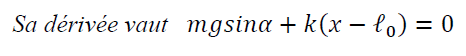 Sa dérivée vaut mgsinα + k(x − ℓ₀) = 0